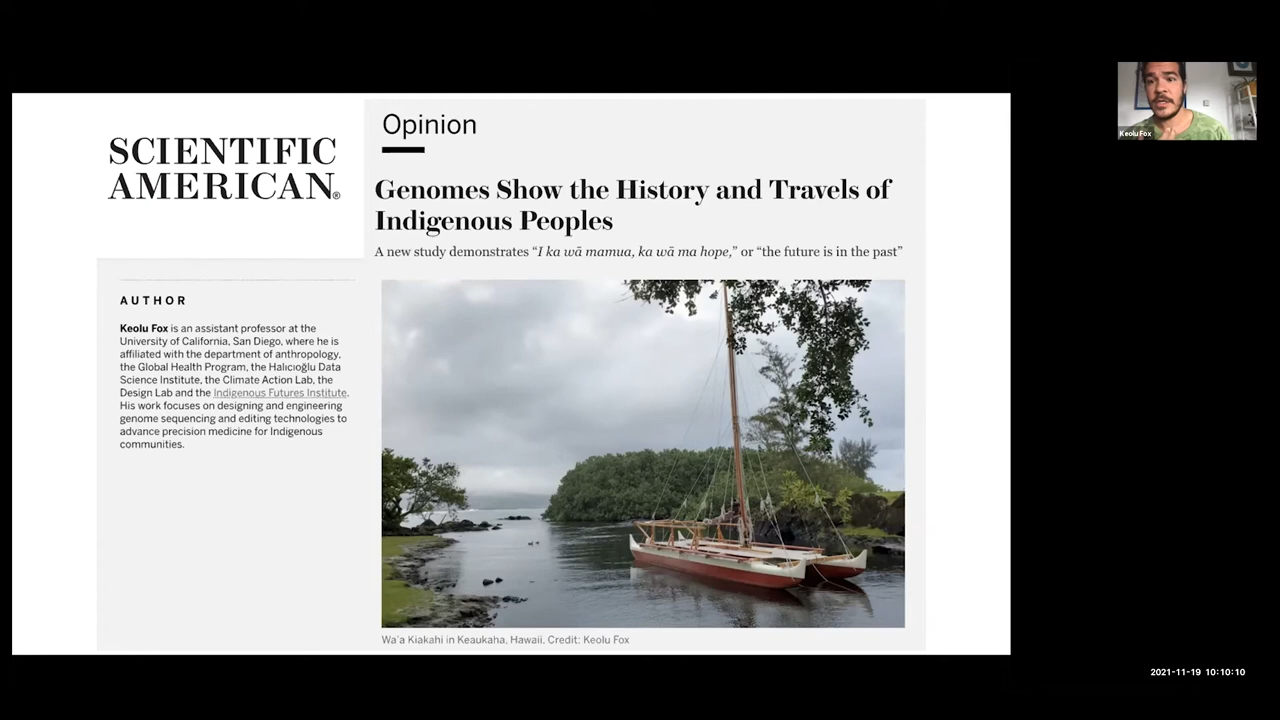 SCIENTIFIC
AMERICAN®
Opinion
Genomes Show the History and Travels of
Indigenous Peoples
A new study demonstrates “I ka wā mamua, ka wā ma hope,” or “the future is in the past”
AUTHOR
Keolu Fox is an assistant professor at the
University of California, San Diego, where he is
affiliated with the department of anthropology,
the Global Health Program, the Halıcıoğlu Data
Science Institute, the Climate Action Lab, the
Design Lab and the Indigenous Futures Institute.
His work focuses on designing and engineering
genome sequencing and editing technologies to
advance precision medicine for Indigenous
communities.
Wa'a Kiakahi in Keaukaha, Hawaii. Credit: Keolu Fox
Keolu Fox
2021-11-19 10:10:10